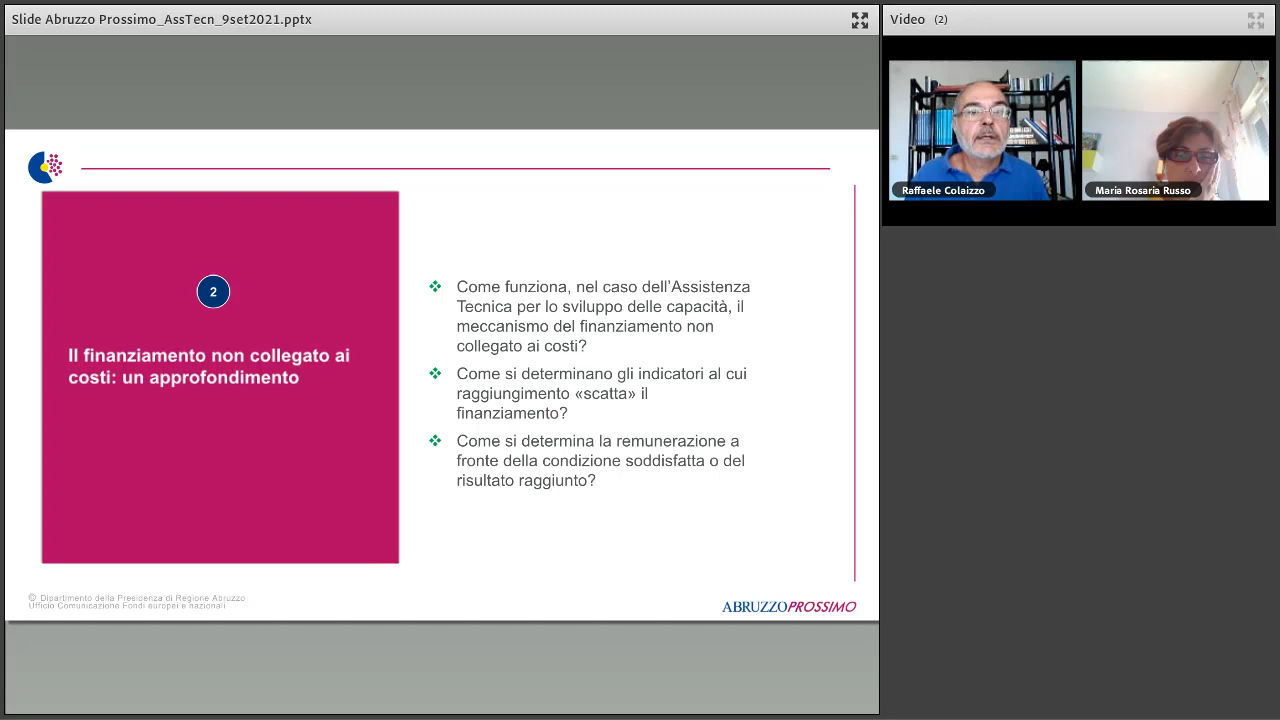 Slide Abruzzo Prossimo_AssTecn_9set2021.pptx
Video (2)
Raffaele Colaizzo
Maria Rosaria Russo
2
Il finanziamento non collegato ai
costi: un approfondimento
Come funziona, nel caso dell'Assistenza
Tecnica per lo sviluppo delle capacità, il
meccanismo del finanziamento non
collegato ai costi?
Come si determinano gli indicatori al cui
raggiungimento «scatta» il
finanziamento?
Come si determina la remunerazione a
fronte della condizione soddisfatta o del
risultato raggiunto?
© Dipartimento della Presidenza di Regione Abruzzo
Ufficio Comunicazione Fondi europei e nazionali
ABRUZZOPROSSIMO